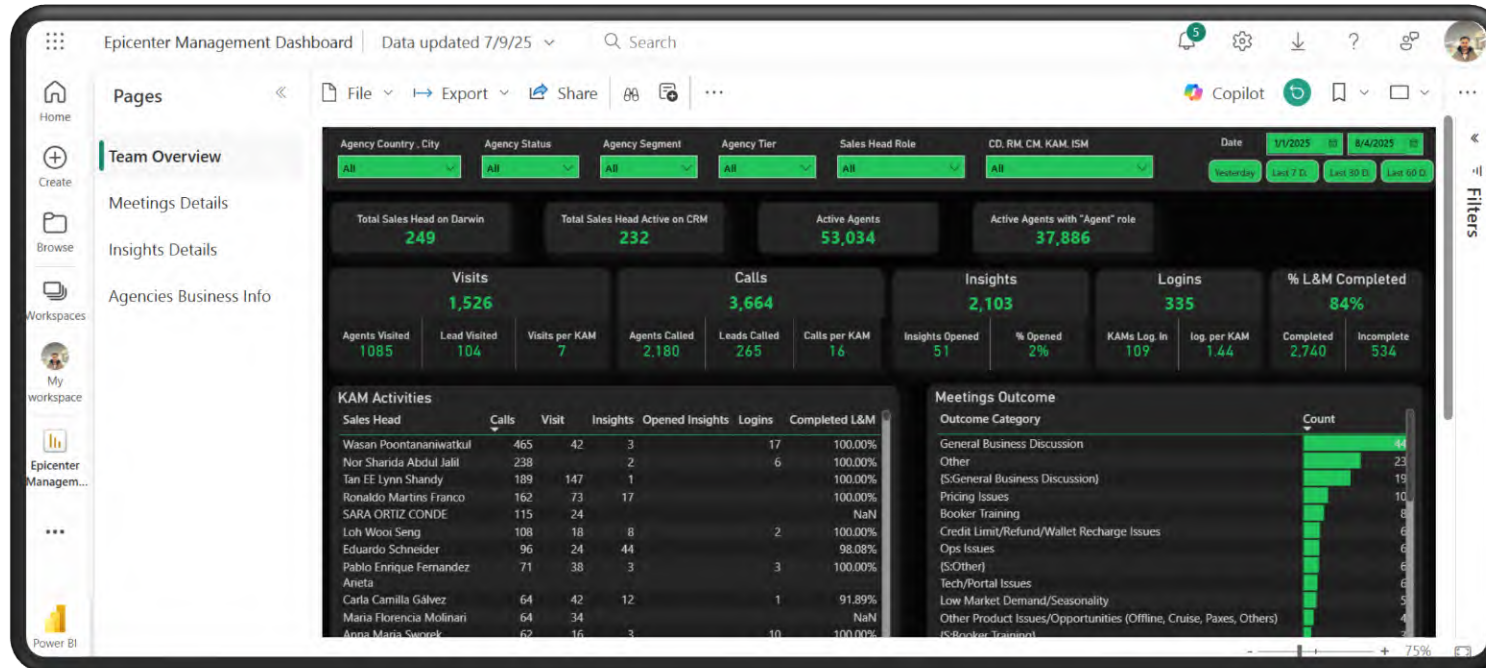 Epicenter Management Dashboard Data updated 7/9/25 Search 5
Home
Create
Browse
Workspaces
My workspace
Epicenter Managem...
Power BI
Pages
Team Overview
Meetings Details
Insights Details
Agencies Business Info
File Export Share ... Copilot ...
Filters
Agency Country , City Agency Status Agency Segment Agency Tier Sales Head Role CD, RM, CM, KAM, ISM Date 1/1/2025 8/4/2025
All All All All All All Yesterday Last 7 D. Last 30 D. Last 60 D.
Total Sales Head on Darwin Total Sales Head Active on CRM Active Agents Active Agents with "Agent" role
249 232 53,034 37,886
Visits Calls Insights Logins % L&M Completed
1,526 3,664 2,103 335 84%
Agents Visited Lead Visited Visits per KAM Agents Called Leads Called Calls per KAM Insights Opened % Opened KAMs Log. In log. per KAM Completed Incomplete
1085 104 7 2,180 265 16 51 2% 109 1.44 2,740 534
KAM Activities
Sales Head Calls Visit Insights Opened Insights Logins Completed L&M
Wasan Poontananiwatkul 465 42 3 17 100.00%
Nor Sharida Abdul Jalil 238 2 6 100.00%
Tan EE Lynn Shandy 189 147 1 100.00%
Ronaldo Martins Franco 162 73 17 100.00%
SARA ORTIZ CONDE 115 24 NaN
Loh Wooi Seng 108 18 8 2 100.00%
Eduardo Schneider 96 24 44 98.08%
Pablo Enrique Fernandez 71 38 3 3 100.00%
Arieta
Carla Camilla Gálvez 64 42 12 1 91.89%
Maria Florencia Molinari 64 34 NaN
Anna Maria Sworek 62 16 3 10 100.00%
Meetings Outcome
Outcome Category Count
General Business Discussion 44
Other 23
(S:General Business Discussion) 19
Pricing Issues 10
Booker Training 8
Credit Limit/Refund/Wallet Recharge Issues 6
Ops Issues 6
(S:Other) 6
Tech/Portal Issues 6
Low Market Demand/Seasonality 5
Other Product Issues/Opportunities (Offline, Cruise, Paxes, Others) 4
(S:Booker Training)
- + 75%